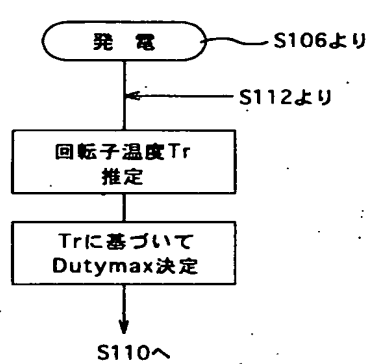 発 電
S106より
S112より
回転子温度Tr
推定
Trに基づいて
Dutymax決定
S110へ